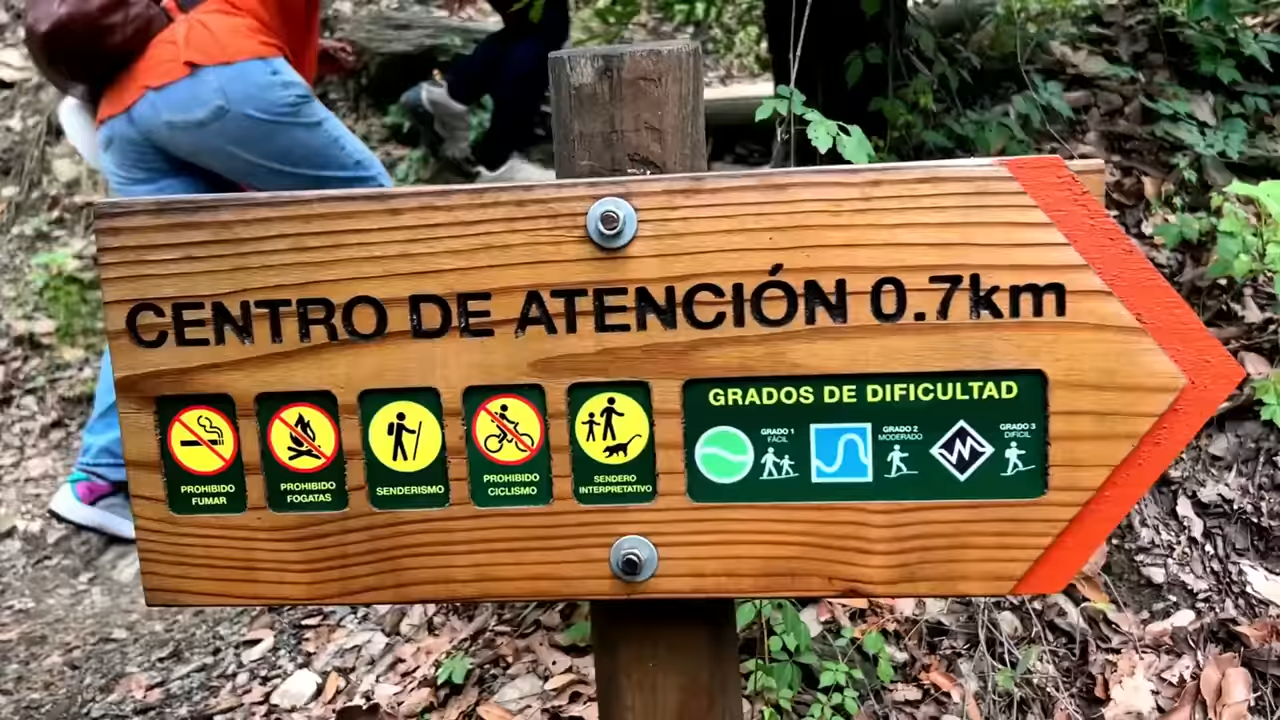 CENTRO DE ATENCIÓN 0.7km
PROHIBIDO
FUMAR
PROHIBIDO
FOGATAS
SENDERISMO
PROHIBIDO
CICLISMO
SENDERO
INTERPRETATIVO
GRADOS DE DIFICULTAD
GRADO 1
FÁCIL
GRADO 2
MODERADO
GRADO 3
DIFÍCIL